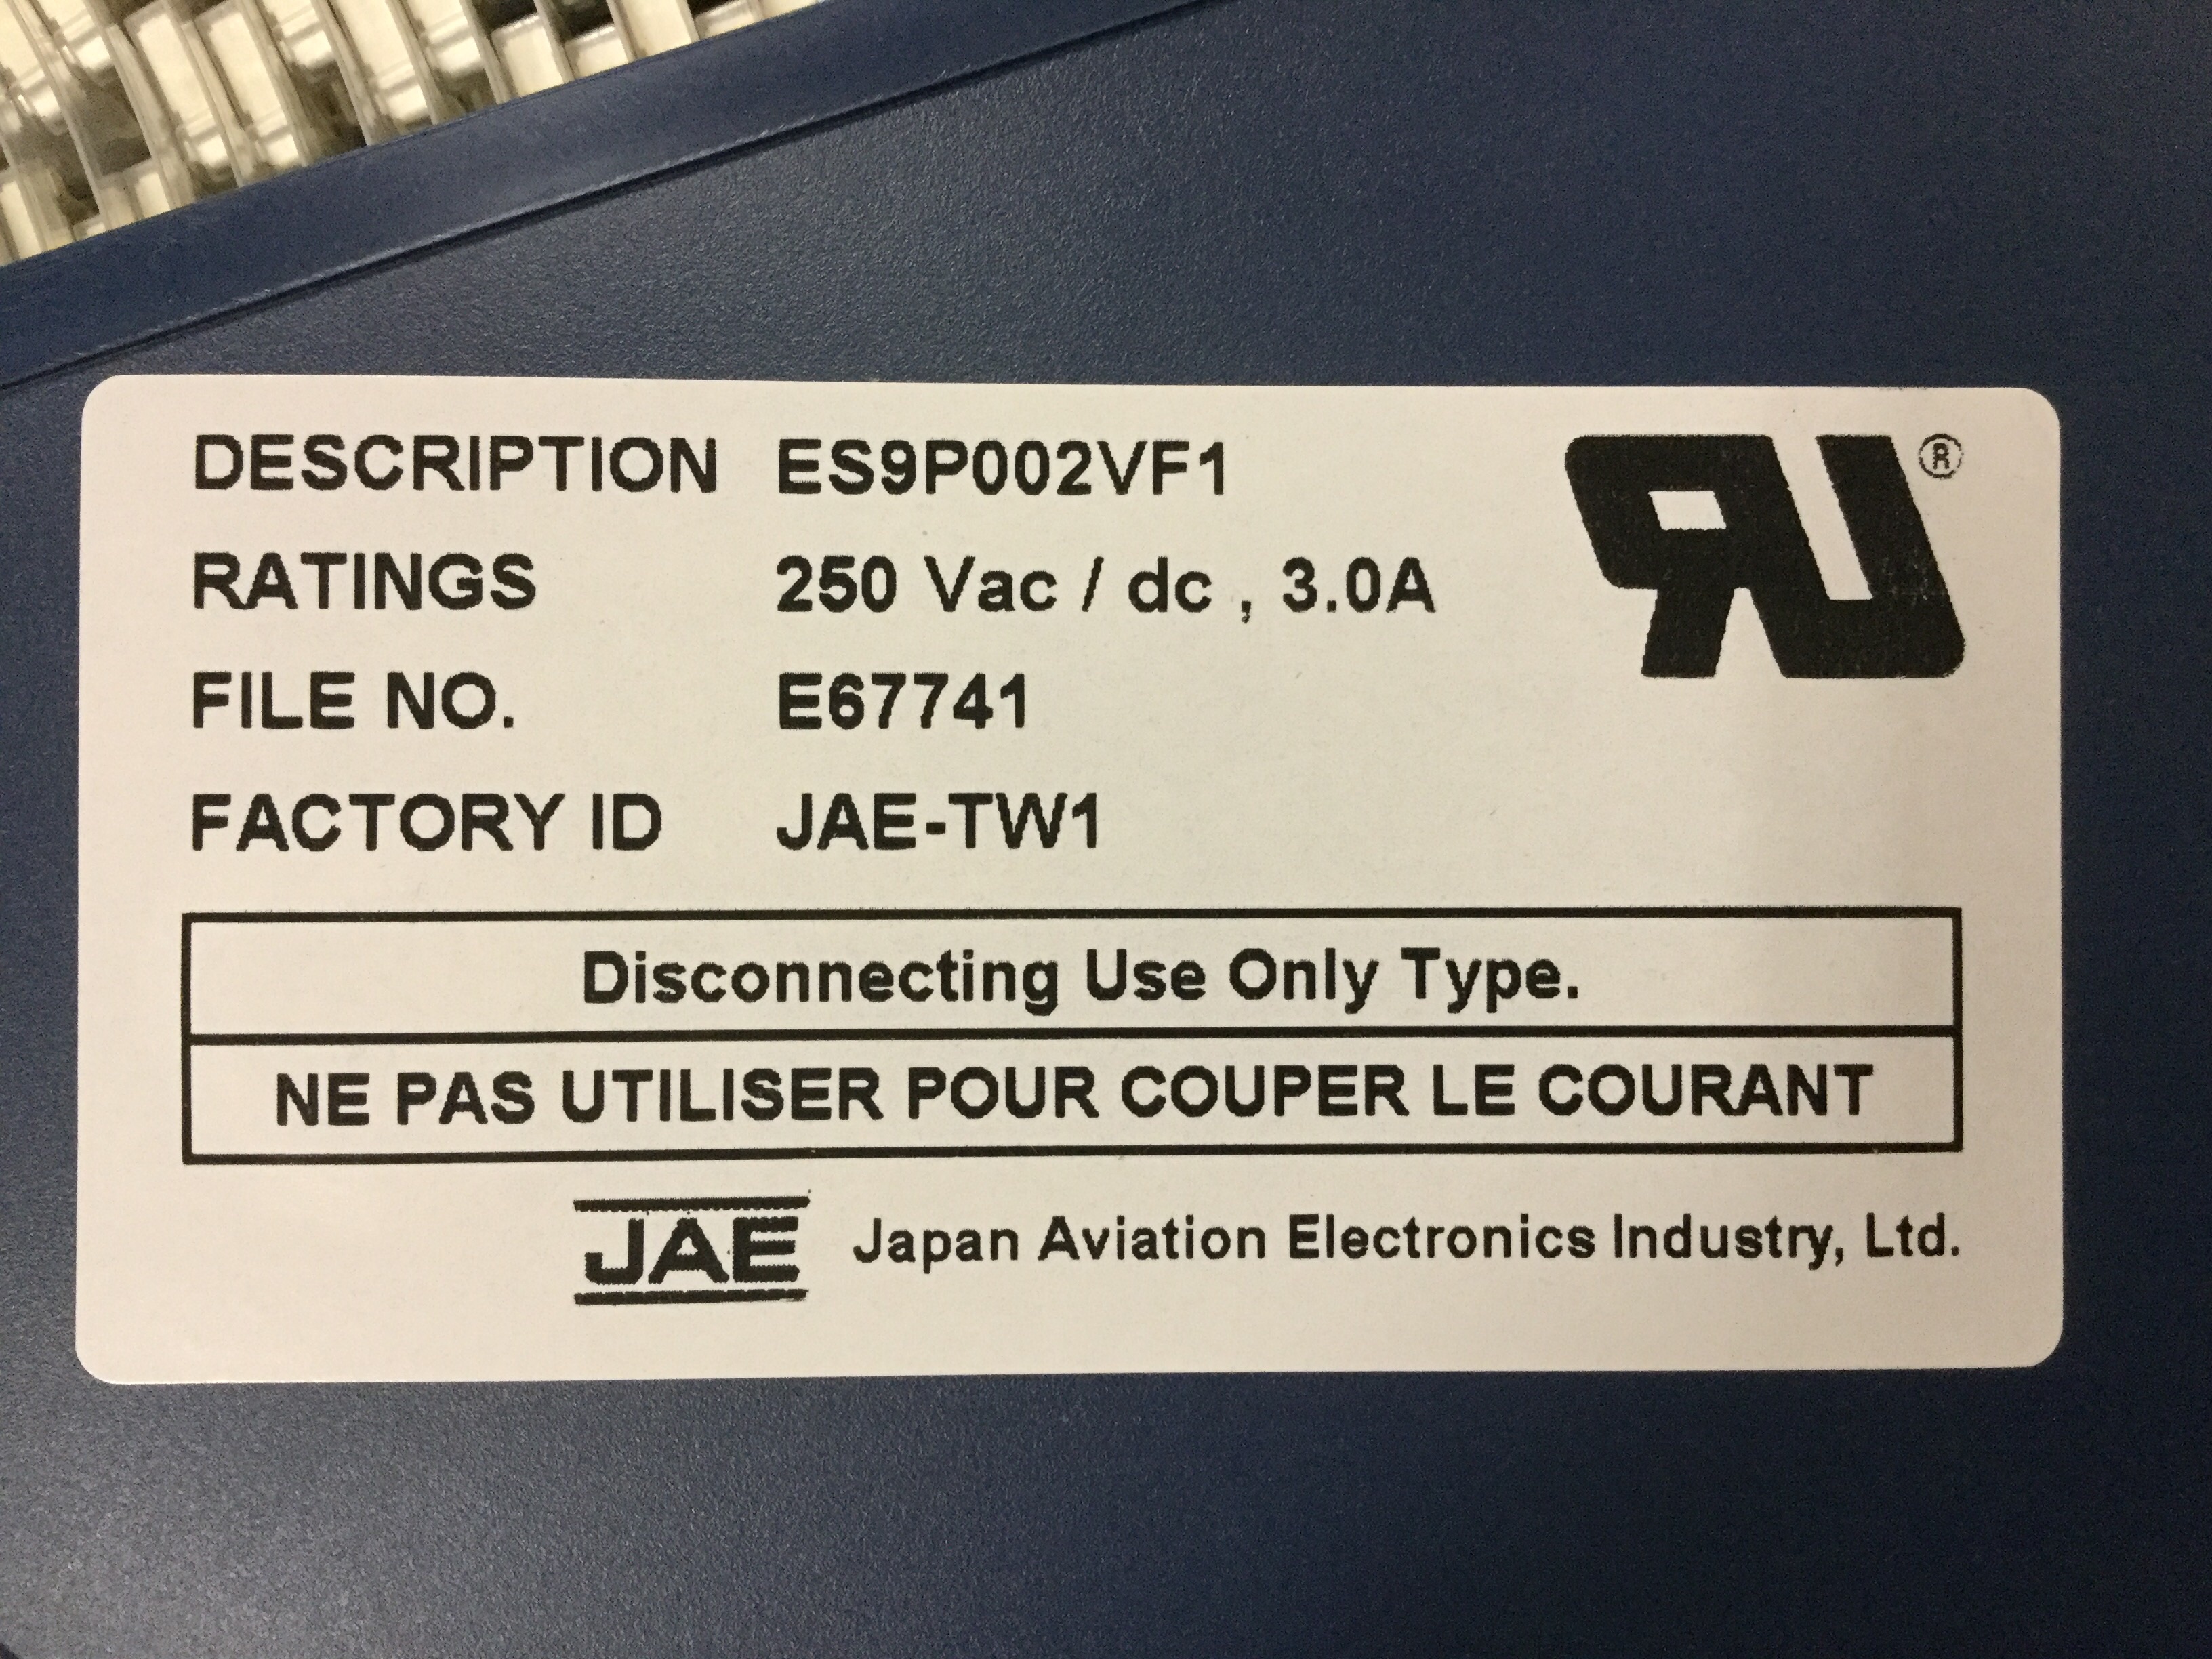 DESCRIPTION ES9P002VF1
RATINGS 250 Vac / dc , 3.0A
FILE NO. E67741
FACTORY ID JAE-TW1
RU®
Disconnecting Use Only Type.
NE PAS UTILISER POUR COUPER LE COURANT
JAE Japan Aviation Electronics Industry, Ltd.